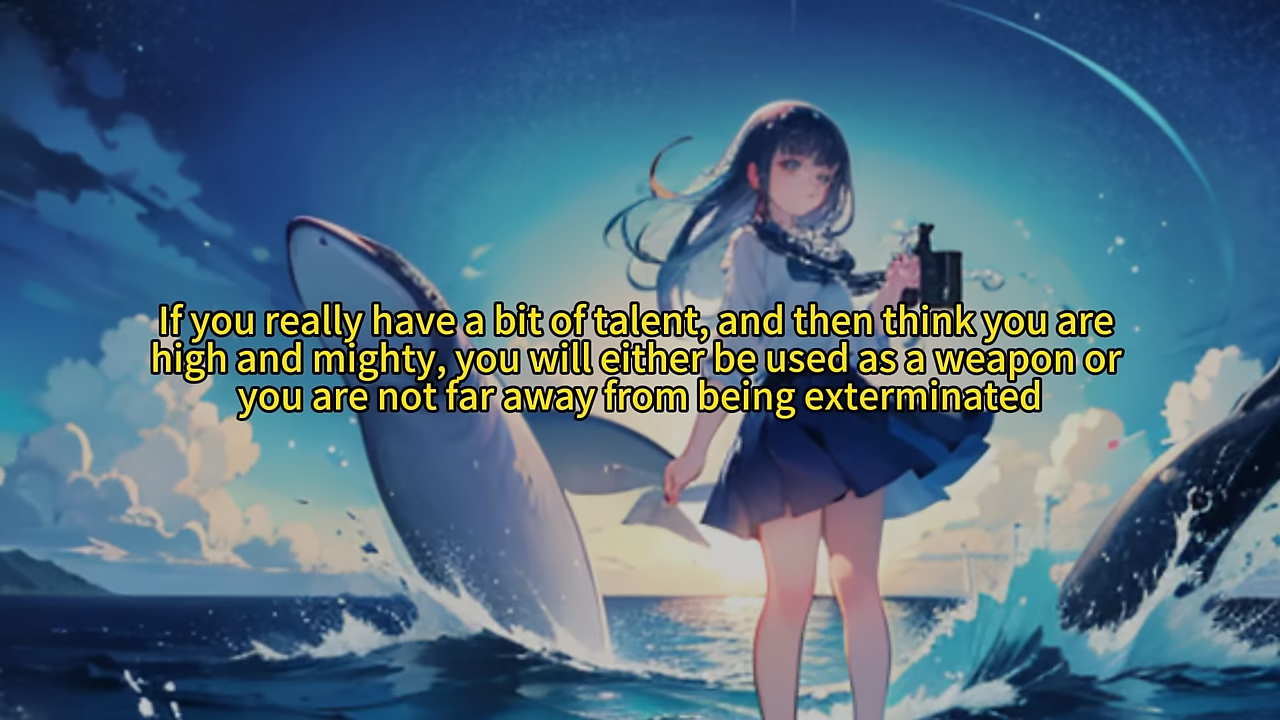 If you really have a bit of talent, and then think you are
high and mighty, you will either be used as a weapon or
you are not far away from being exterminated